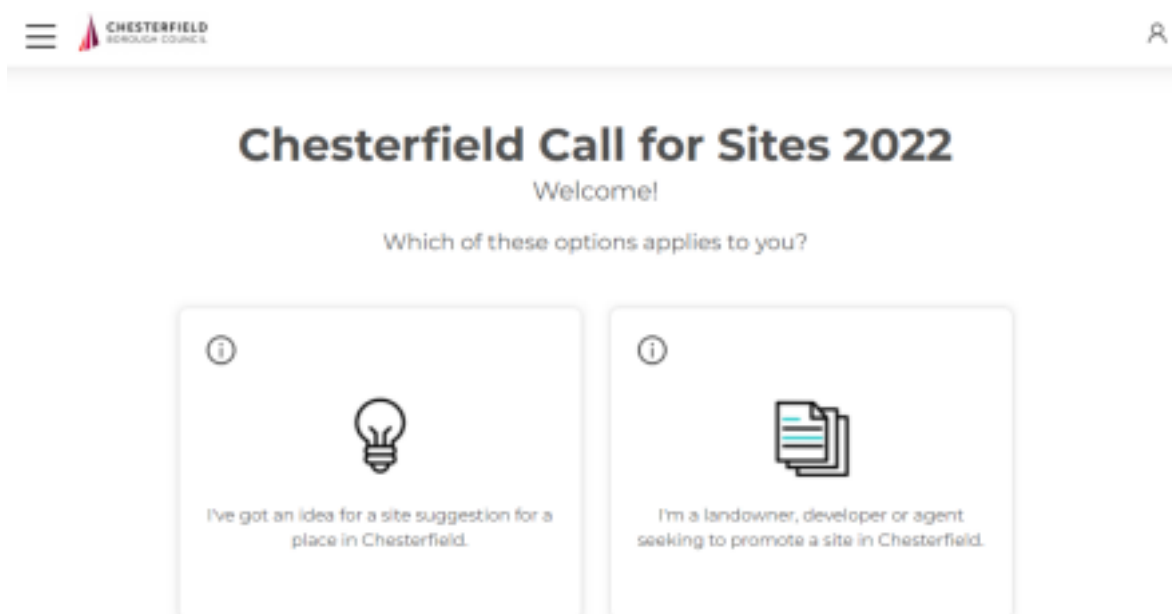 CHESTERFIELD
BOROUGH COUNCIL
Chesterfield Call for Sites 2022
Welcome!
Which of these options applies to you?
I've got an idea for a site suggestion for a
place in Chesterfield.
I'm a landowner, developer or agent
seeking to promote a site in Chesterfield.